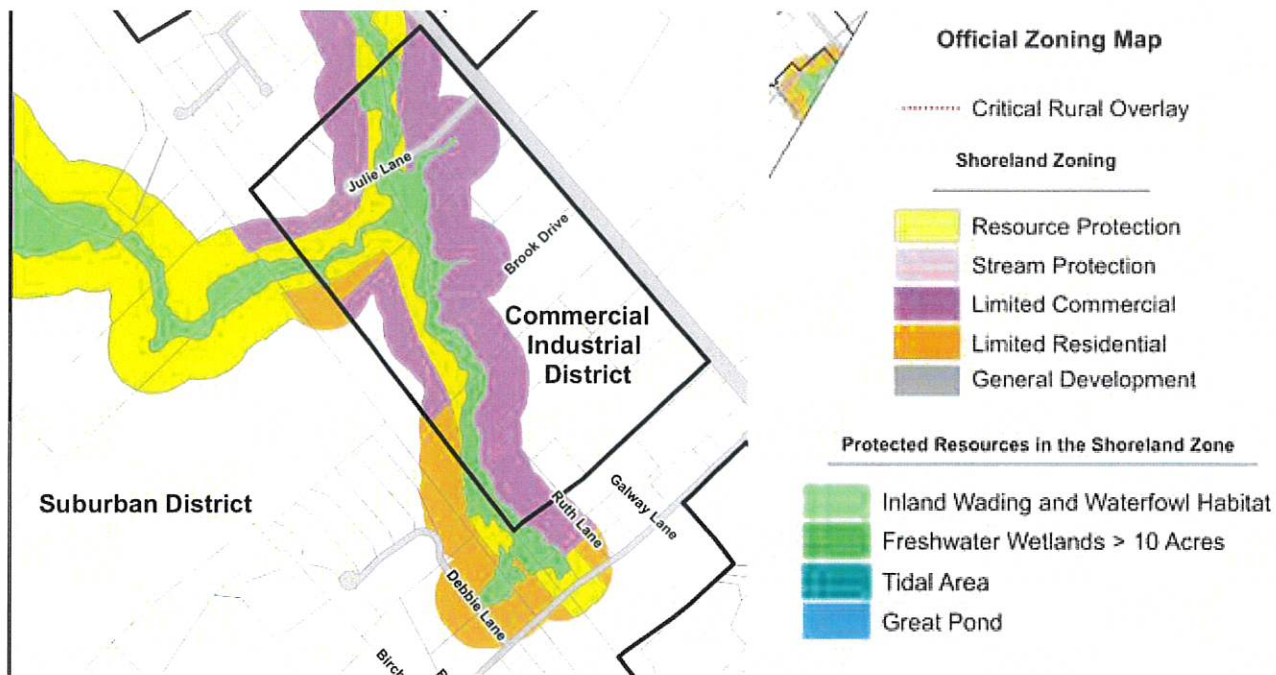 Julie Lane
Brook Drive
Commercial
Industrial
District
Suburban District
Ruth Lane
Galway Lane
Debbie Lane
Birch
Official Zoning Map
Critical Rural Overlay
Shoreland Zoning
Resource Protection
Stream Protection
Limited Commercial
Limited Residential
General Development
Protected Resources in the Shoreland Zone
Inland Wading and Waterfowl Habitat
Freshwater Wetlands > 10 Acres
Tidal Area
Great Pond